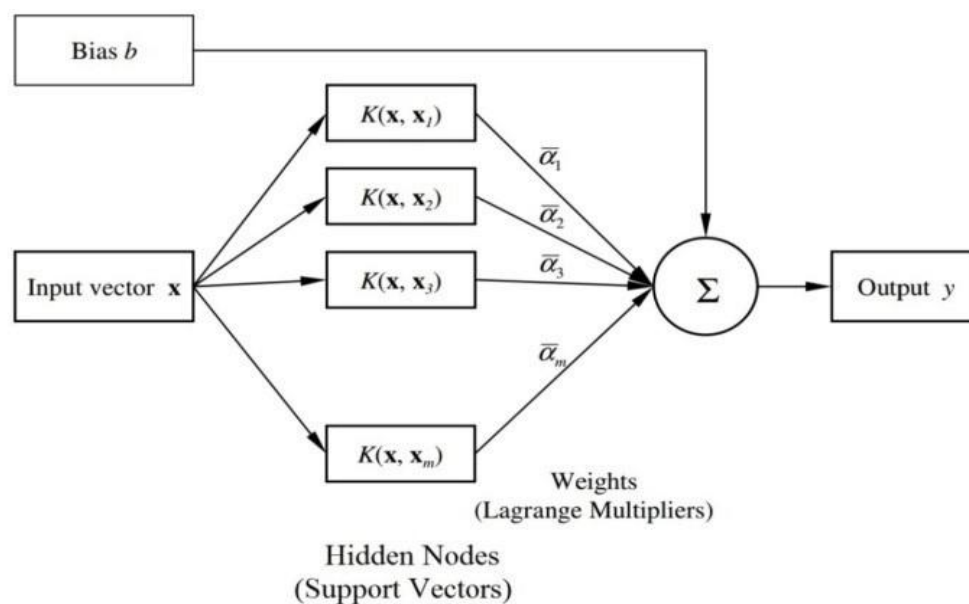 Bias b
K(x, x₁)
ᾱ₁
K(x, x₂)
ᾱ₂
Input vector x
K(x, x₃)
ᾱ₃
Σ
Output y
ᾱₘ
K(x, xₘ)
Weights
(Lagrange Multipliers)
Hidden Nodes
(Support Vectors)